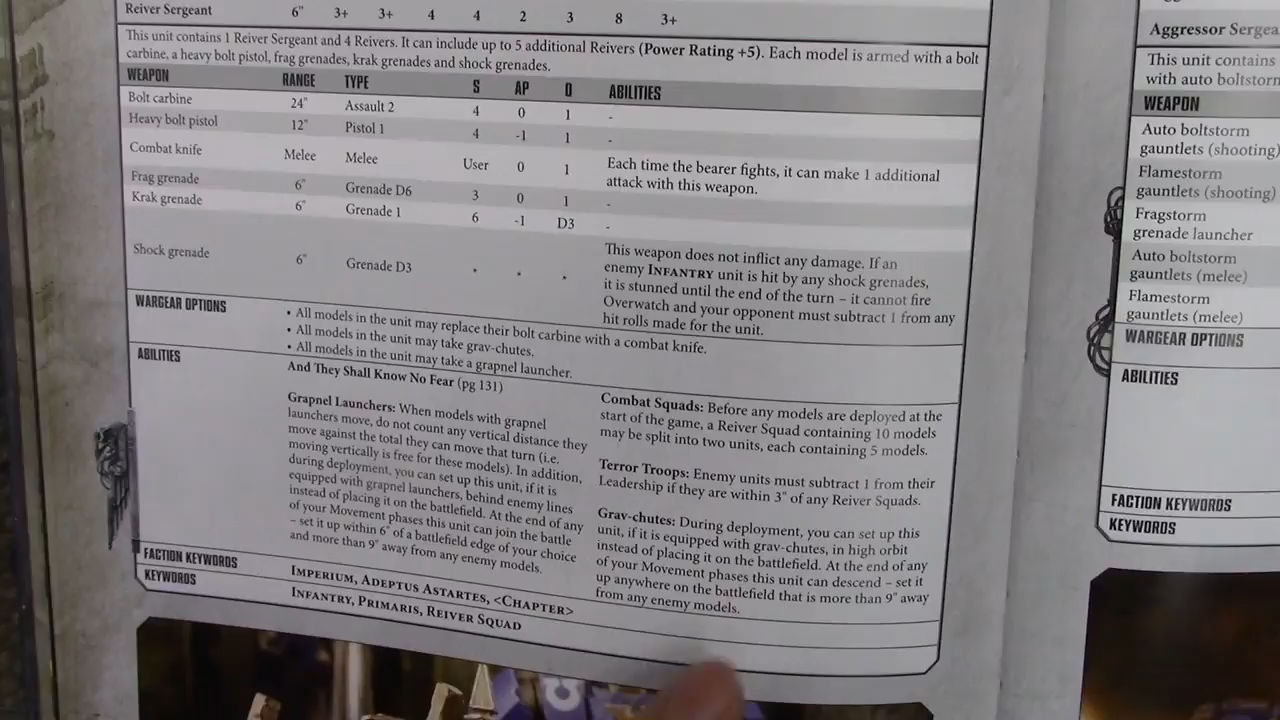 Reiver Sergeant 6" 3+ 3+ 4 4 2 3 8 3+
This unit contains 1 Reiver Sergeant and 4 Reivers. It can include up to 5 additional Reivers (Power Rating +5). Each model is armed with a bolt
carbine, a heavy bolt pistol, frag grenades, krak grenades and shock grenades.
WEAPON RANGE TYPE S AP D ABILITIES
Bolt carbine 24" Assault 2 4 0 1 -
Heavy bolt pistol 12" Pistol 1 4 -1 1 -
Combat knife Melee Melee User 0 1 Each time the bearer fights, it can make 1 additional
attack with this weapon.
Frag grenade 6" Grenade D6 3 0 1 -
Krak grenade 6" Grenade 1 6 -1 D3 -
Shock grenade 6" Grenade D3 * * * This weapon does not inflict any damage. If an
enemy INFANTRY unit is hit by any shock grenades,
it is stunned until the end of the turn – it cannot fire
Overwatch and your opponent must subtract 1 from any
hit rolls made for the unit.
WARGEAR OPTIONS
• All models in the unit may replace their bolt carbine with a combat knife.
• All models in the unit may take grav-chutes.
• All models in the unit may take a grapnel launcher.
ABILITIES
And They Shall Know No Fear (pg 131)
Grapnel Launchers: When models with grapnel
launchers move, do not count any vertical distance they
move against the total they can move that turn (i.e.
moving vertically is free for these models). In addition,
during deployment, you can set up this unit, if it is
equipped with grapnel launchers, behind enemy lines
instead of placing it on the battlefield. At the end of any
of your Movement phases this unit can join the battle
– set it up within 6" of a battlefield edge of your choice
and more than 9" away from any enemy models.
Combat Squads: Before any models are deployed at the
start of the game, a Reiver Squad containing 10 models
may be split into two units, each containing 5 models.
Terror Troops: Enemy units must subtract 1 from their
Leadership if they are within 3" of any Reiver Squads.
Grav-chutes: During deployment, you can set up this
unit, if it is equipped with grav-chutes, in high orbit
instead of placing it on the battlefield. At the end of any
of your Movement phases this unit can descend – set it
up anywhere on the battlefield that is more than 9" away
from any enemy models.
FACTION KEYWORDS IMPERIUM, ADEPTUS ASTARTES, <CHAPTER>
KEYWORDS INFANTRY, PRIMARIS, REIVER SQUAD
Aggressor
This unit contains
with auto
WEAPON
Auto boltstorm
gauntlets (shooting)
Flamestorm
gauntlets (shooting)
Fragstorm
grenade launcher
Auto boltstorm
gauntlets (melee)
Flamestorm
gauntlets (melee)
WARGEAR OPTIONS
ABILITIES
FACTION KEYWORDS
KEYWORDS